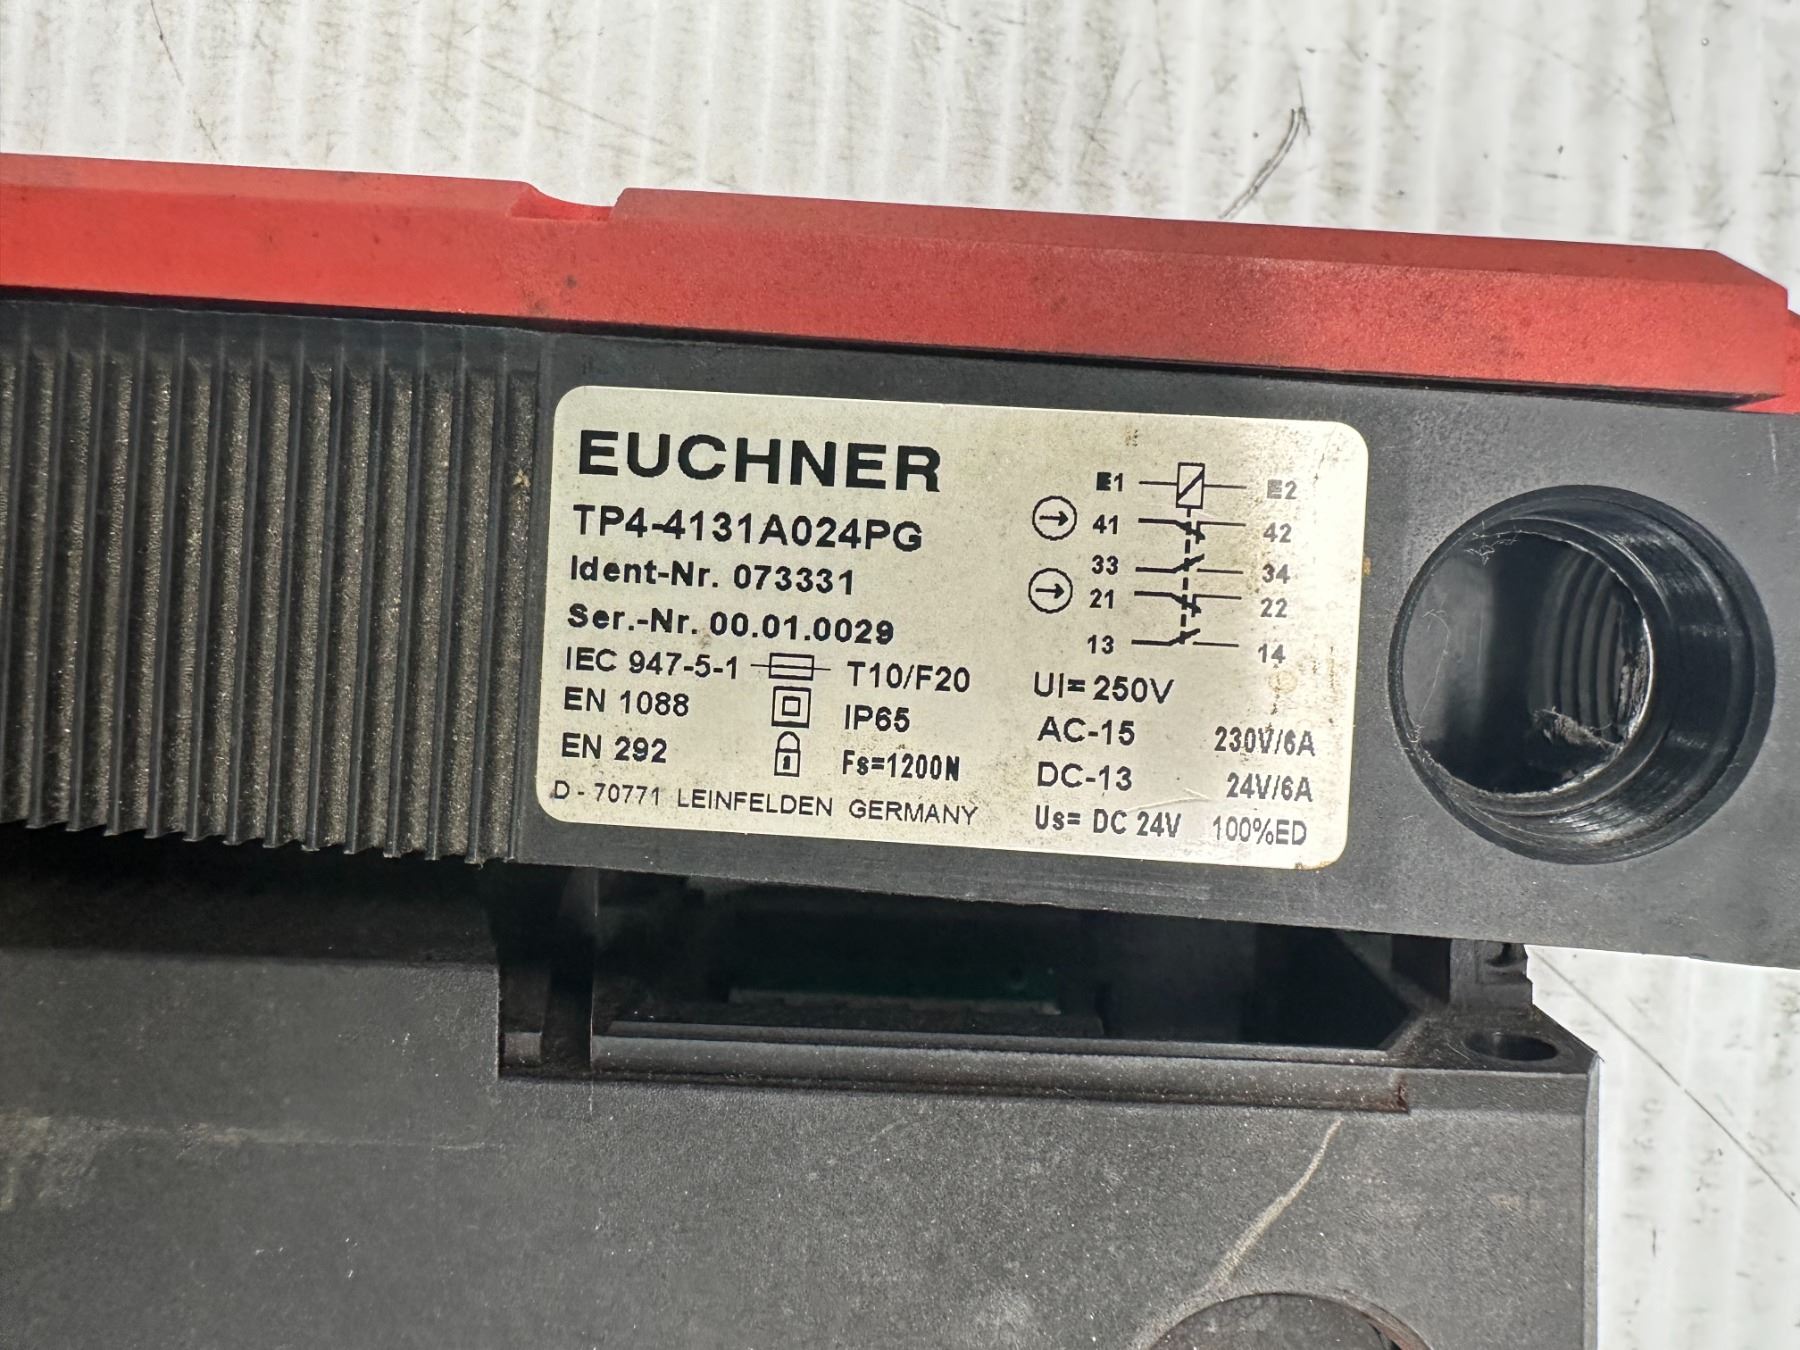 EUCHNER
TP4-4131A024PG
Ident-Nr. 073331
Ser.-Nr. 00.01.0029
IEC 947-5-1 T10/F20
EN 1088 IP65
EN 292 Fs=1200N
D - 70771 LEINFELDEN GERMANY
E1 E2
41 42
33 34
21 22
13 14
UI= 250V
AC-15 230V/6A
DC-13 24V/6A
Us= DC 24V 100%ED